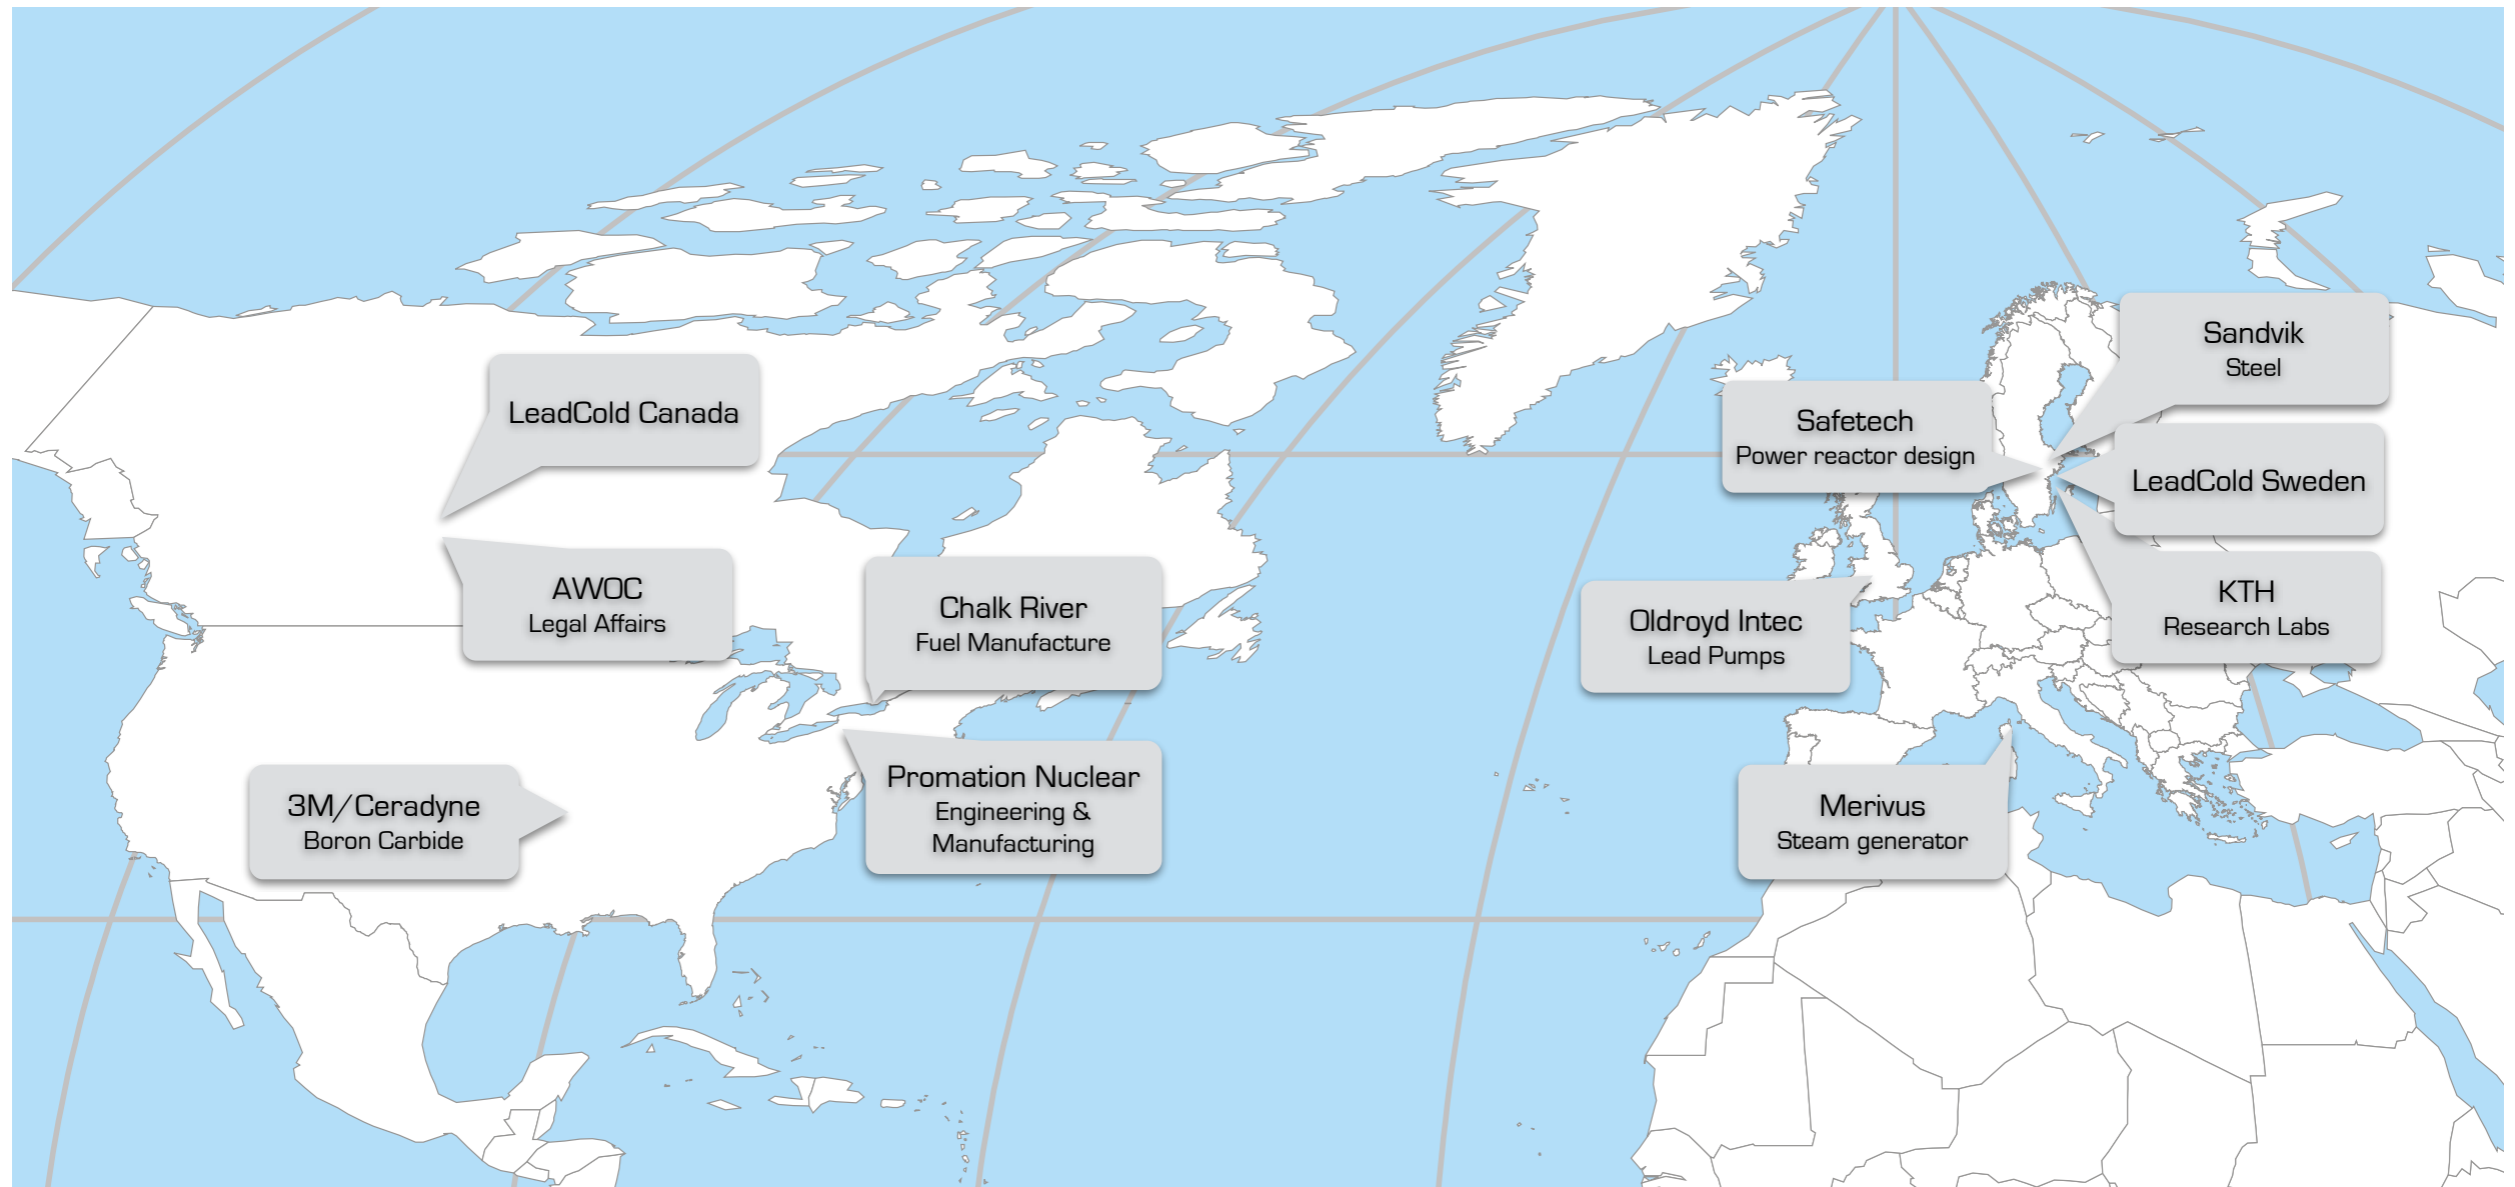 LeadCold Canada
AWOC
Legal Affairs
Chalk River
Fuel Manufacture
3M/Ceradyne
Boron Carbide
Promation Nuclear
Engineering &
Manufacturing
Sandvik
Steel
Safetech
Power reactor design
LeadCold Sweden
KTH
Research Labs
Oldroyd Intec
Lead Pumps
Merivus
Steam generator